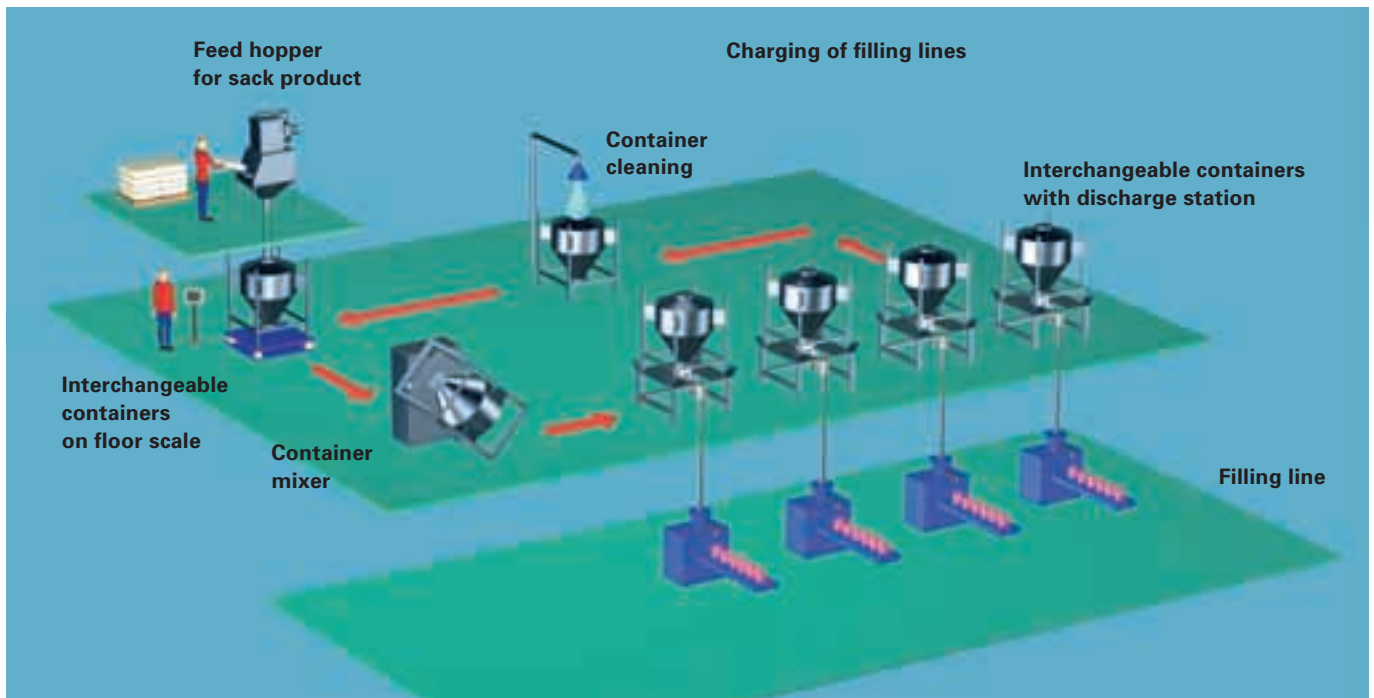 Feed hopper
for sack product
Charging of filling lines
Container
cleaning
Interchangeable containers
with discharge station
Interchangeable
containers
on floor scale
Container
mixer
Filling line